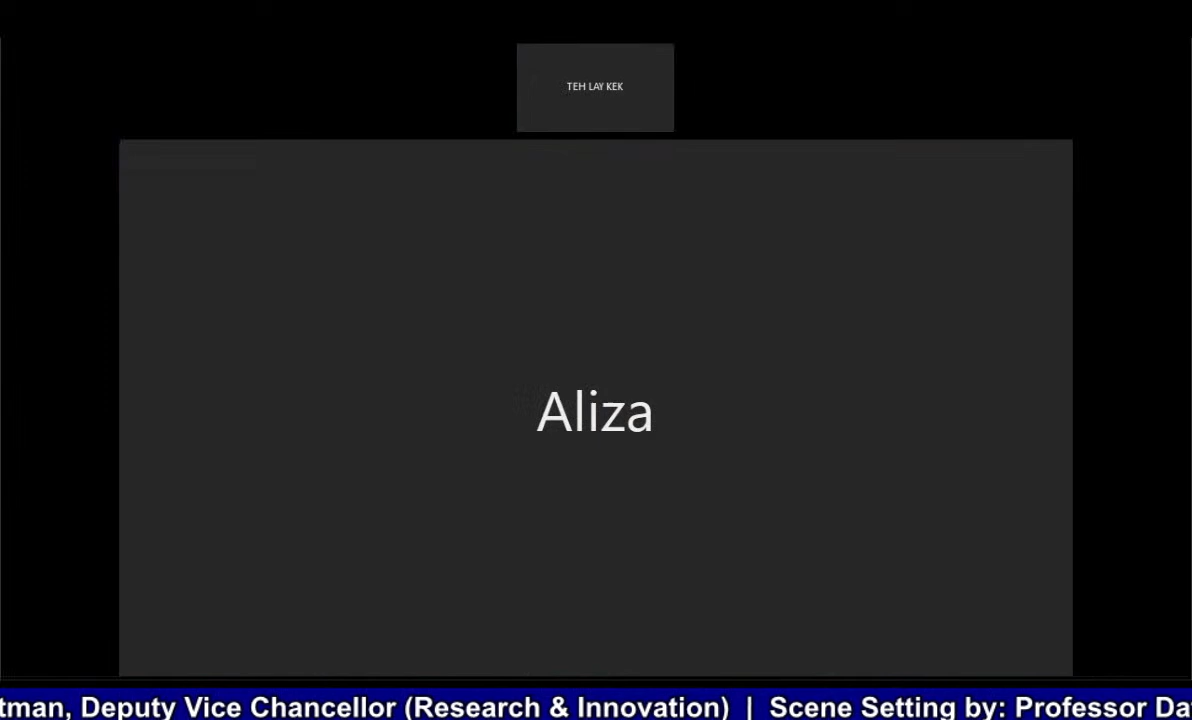 TEH LAY KEK
Aliza
tman, Deputy Vice Chancellor (Research & Innovation) | Scene Setting by: Professor Da